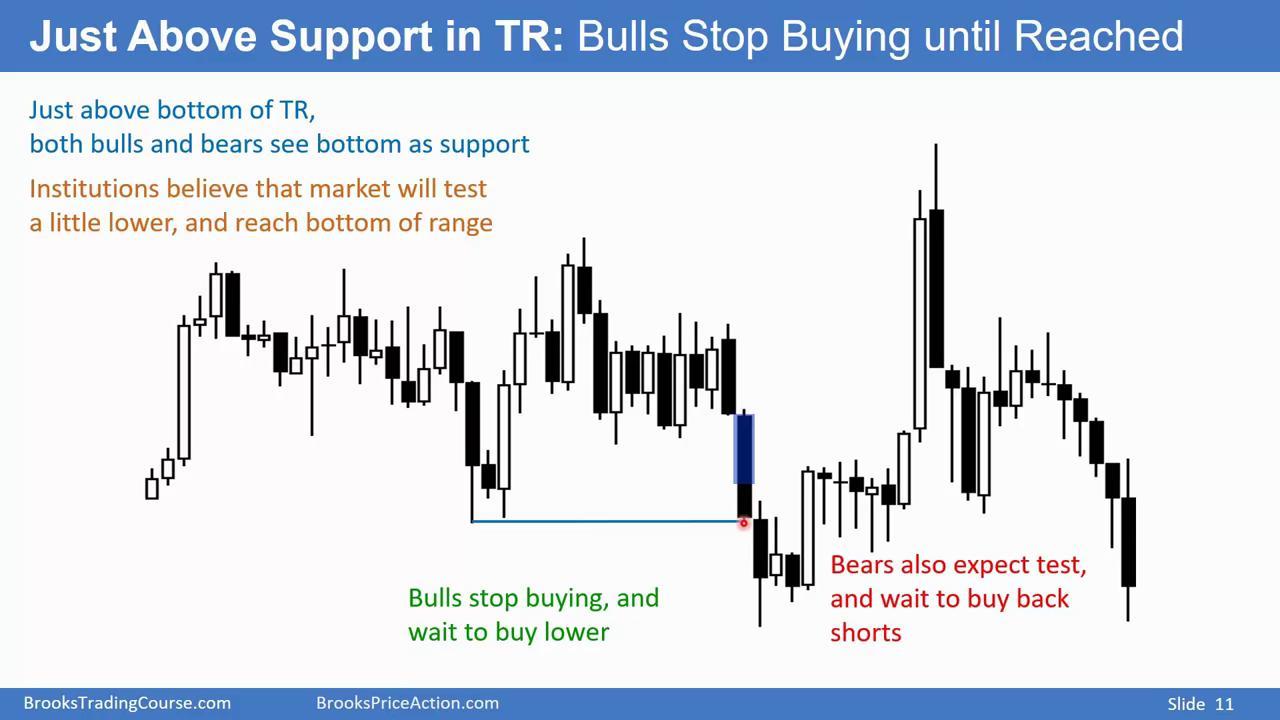 Just Above Support in TR: Bulls Stop Buying until Reached
Just above bottom of TR,
both bulls and bears see bottom as support
Institutions believe that market will test
a little lower, and reach bottom of range
Bulls stop buying, and
wait to buy lower
Bears also expect test,
and wait to buy back
shorts
BrooksTradingCourse.com
BrooksPriceAction.com
Slide 11